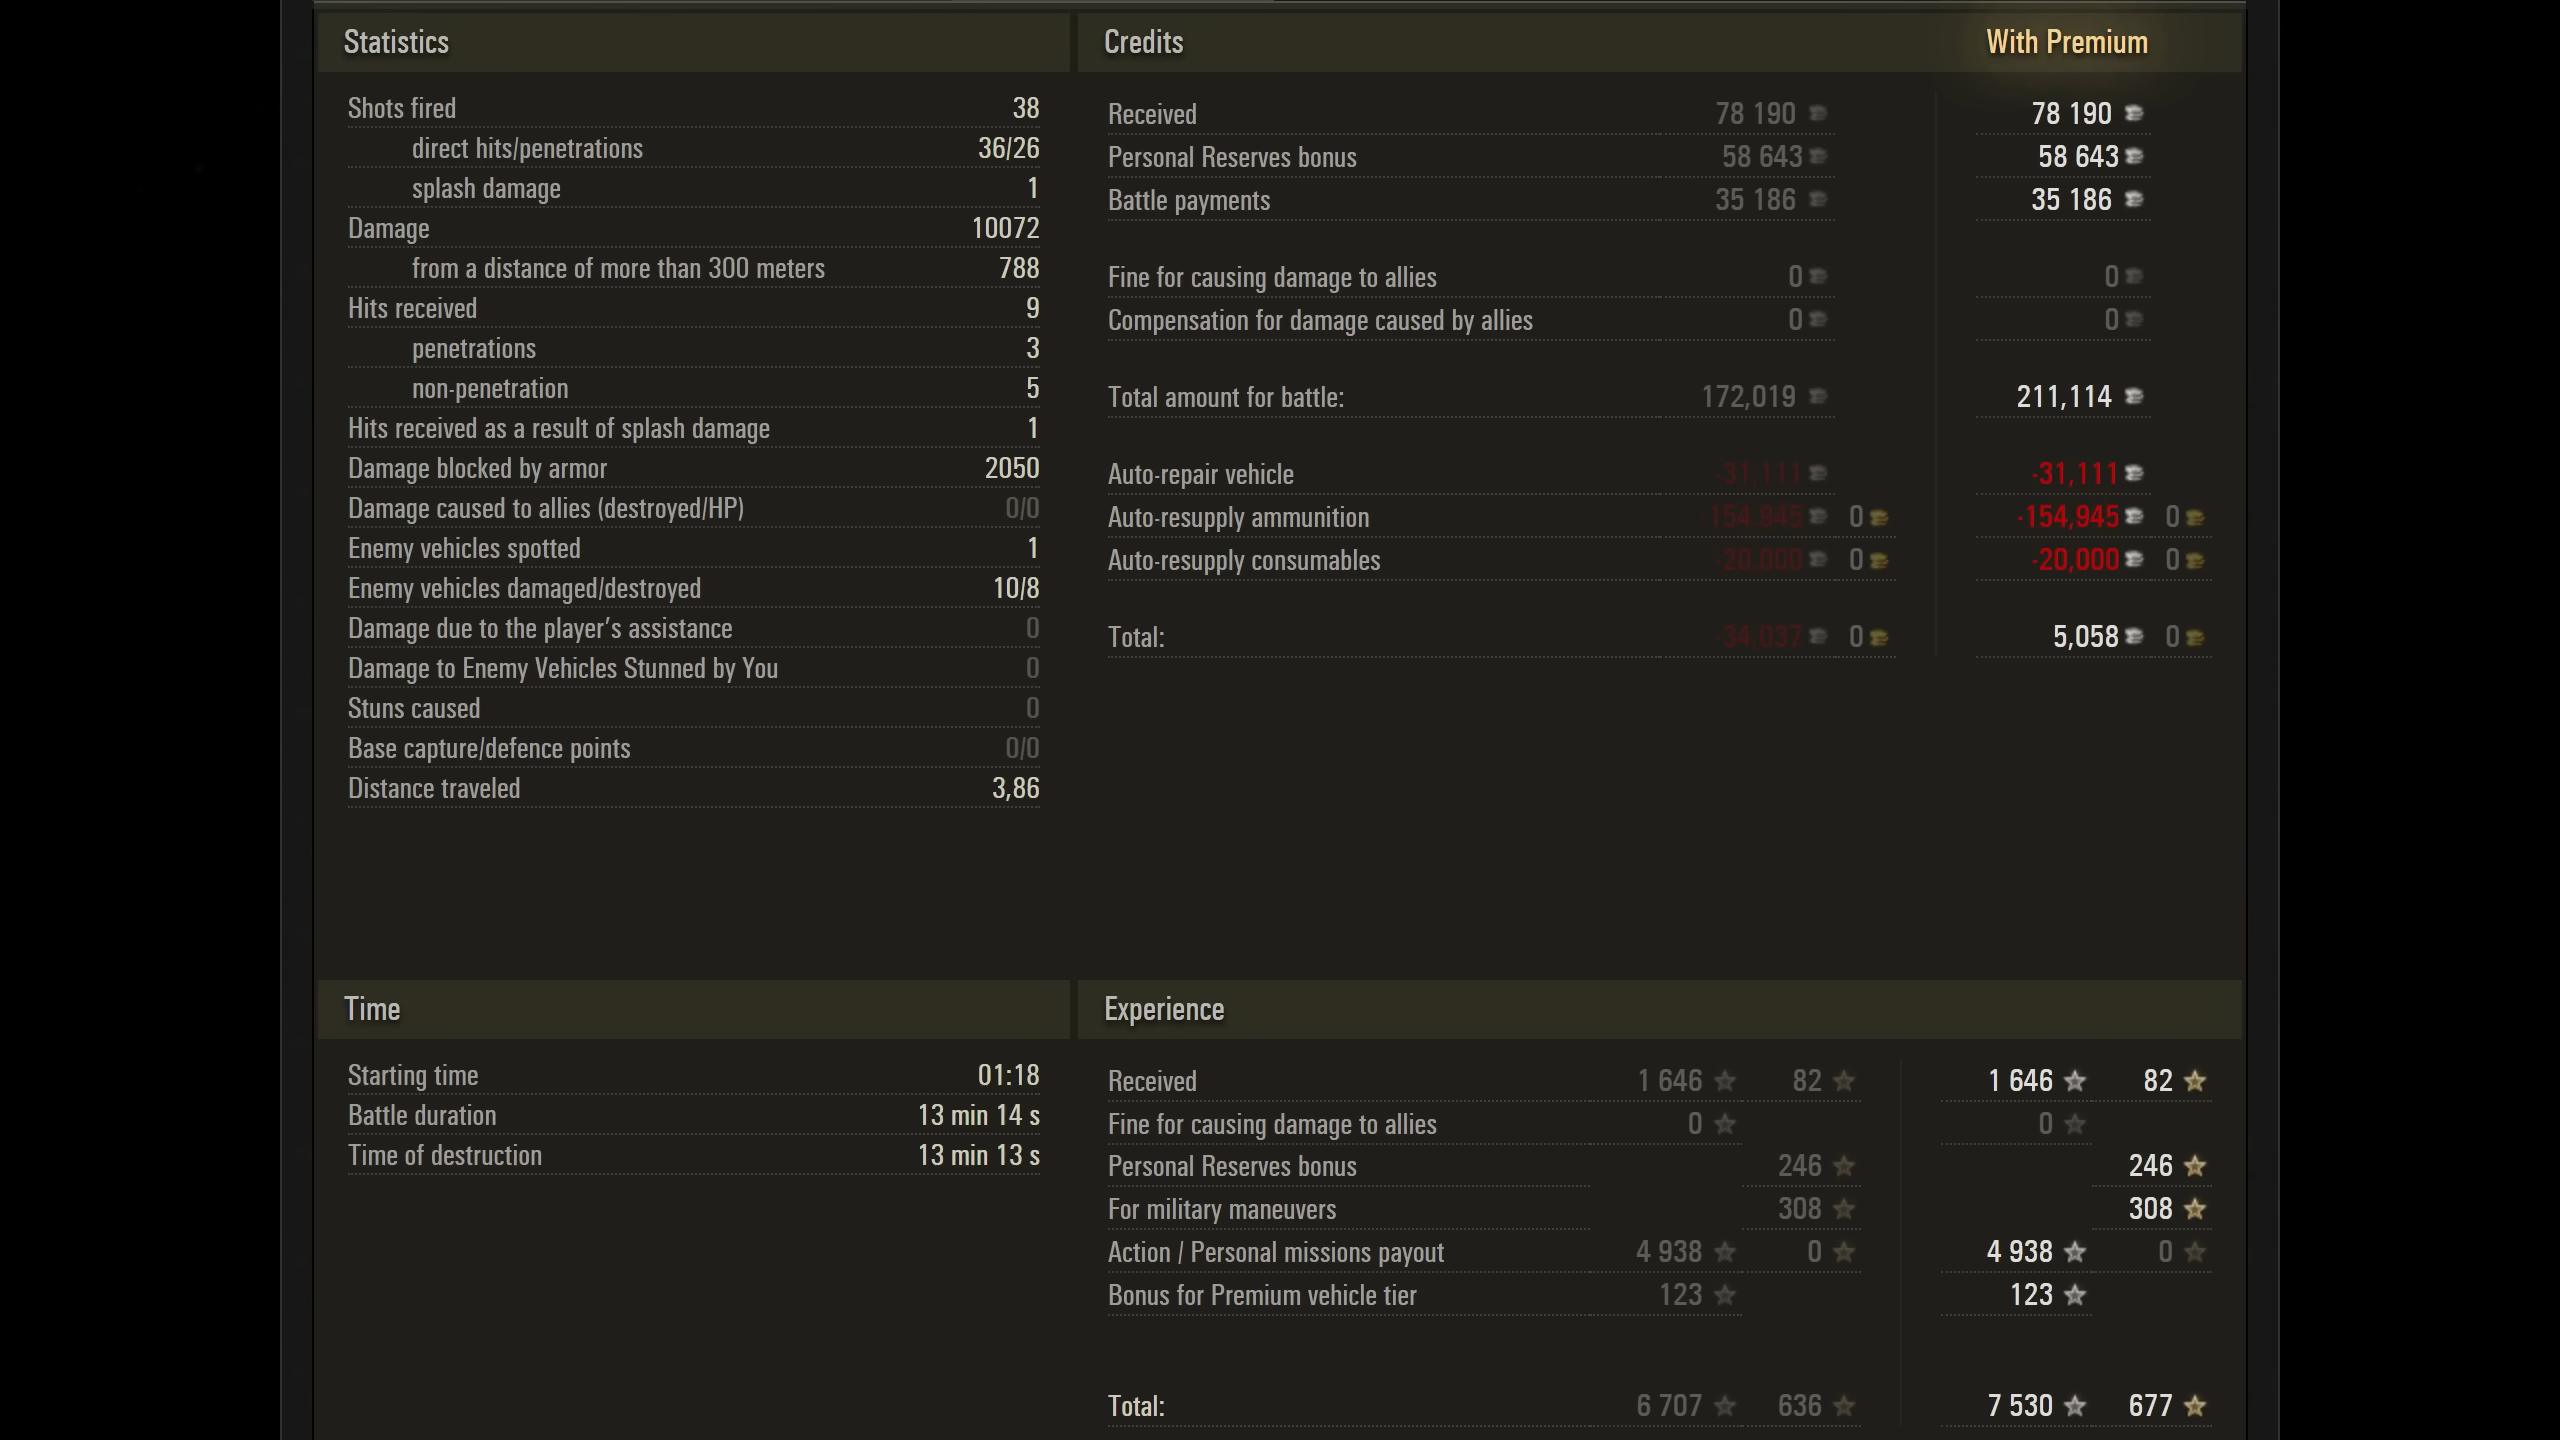 Statistics
Shots fired 38
direct hits/penetrations 36/26
splash damage 1
Damage 10072
from a distance of more than 300 meters 788
Hits received 9
penetrations 3
non-penetration 5
Hits received as a result of splash damage 1
Damage blocked by armor 2050
Damage caused to allies (destroyed/HP) 0/0
Enemy vehicles spotted 1
Enemy vehicles damaged/destroyed 10/8
Damage due to the player's assistance 0
Damage to Enemy Vehicles Stunned by You 0
Stuns caused 0
Base capture/defence points 0/0
Distance traveled 3,86
Credits With Premium
Received 78 190 78 190
Personal Reserves bonus 58 643 58 643
Battle payments 35 186 35 186
Fine for causing damage to allies 0 0
Compensation for damage caused by allies 0 0
Total amount for battle: 172,019 211,114
Auto-repair vehicle -31,111 -31,111
Auto-resupply ammunition -154,945 0 -154,945 0
Auto-resupply consumables -20,000 0 -20,000 0
Total: -34,037 0 5,058 0
Time
Starting time 01:18
Battle duration 13 min 14 s
Time of destruction 13 min 13 s
Experience
Received 1 646 82 1 646 82
Fine for causing damage to allies 0 0
Personal Reserves bonus 246 246
For military maneuvers 308 308
Action / Personal missions payout 4 938 0 4 938 0
Bonus for Premium vehicle tier 123 123
Total: 6 707 636 7 530 677